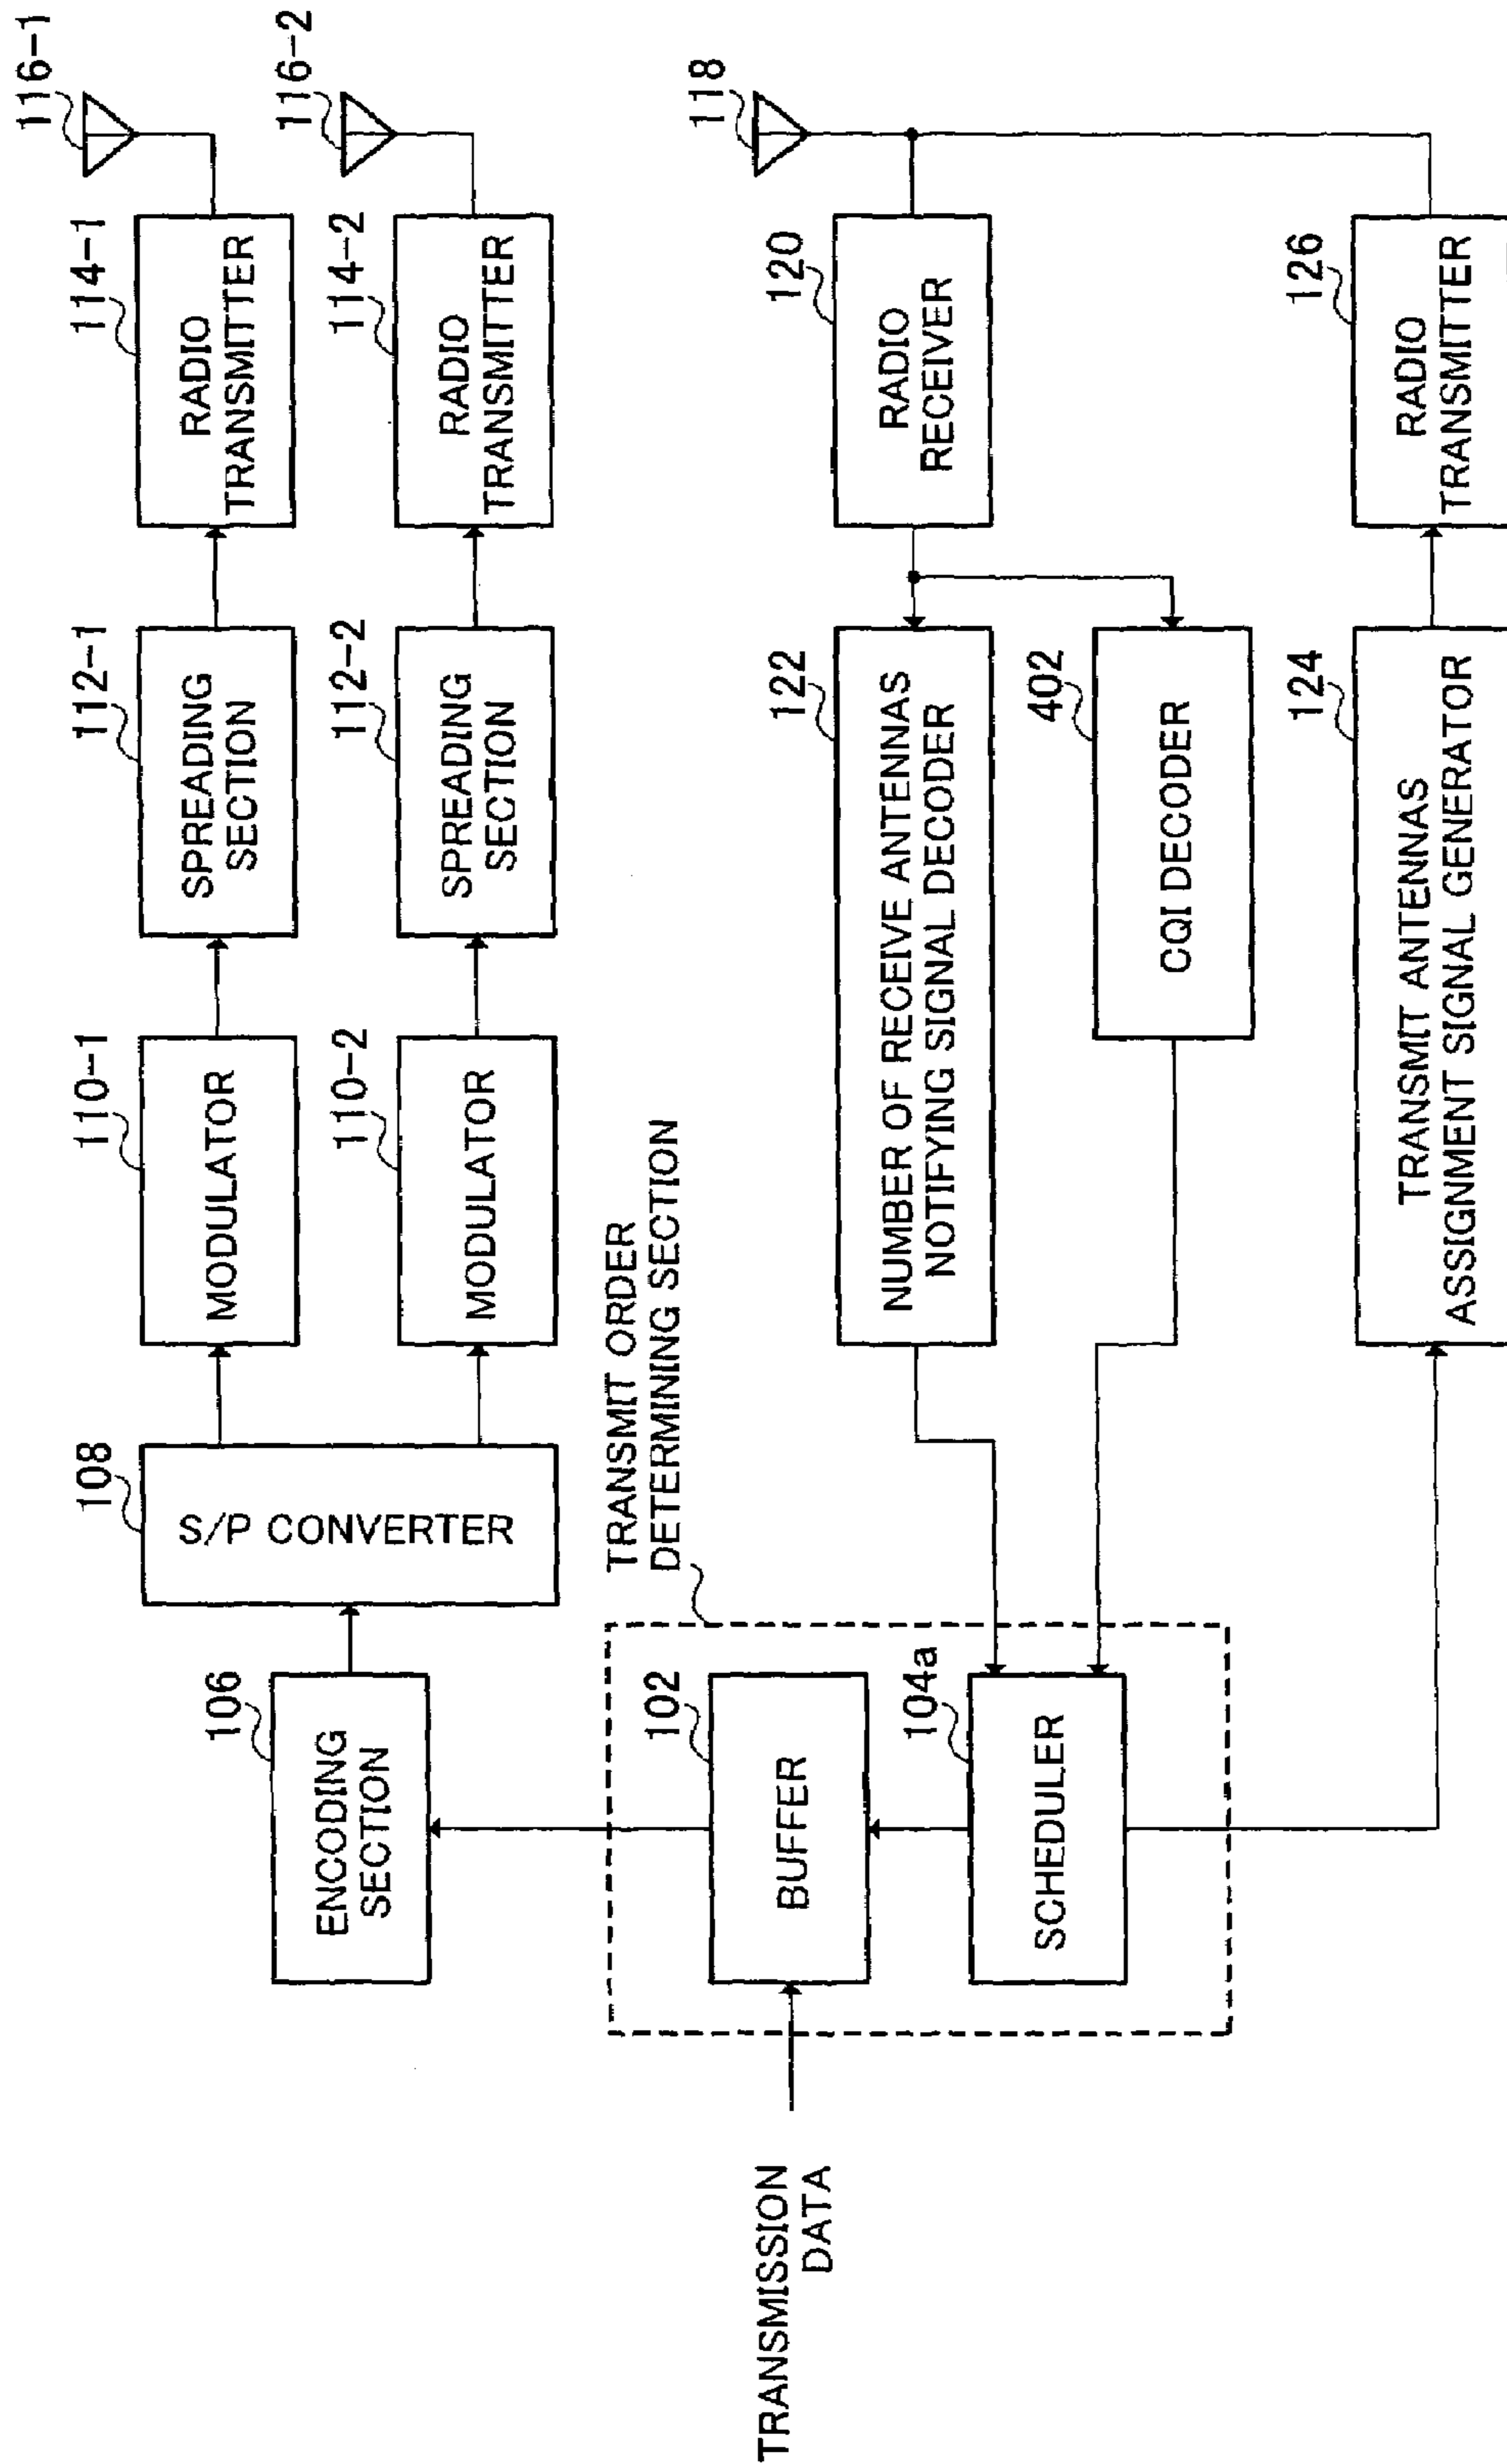 116-1
116-2
114-1
RADIO
TRANSMITTER
114-2
RADIO
TRANSMITTER
112-1
SPREADING
SECTION
112-2
SPREADING
SECTION
110-1
MODULATOR
110-2
MODULATOR
108
S/P CONVERTER
106
ENCODING
SECTION
TRANSMIT ORDER
DETERMINING SECTION
102
BUFFER
104a
SCHEDULER
TRANSMISSION
DATA
118
120
RADIO
RECEIVER
122
NUMBER OF RECEIVE ANTENNAS
NOTIFYING SIGNAL DECODER
402
CQI DECODER
124
TRANSMIT ANTENNAS
ASSIGNMENT SIGNAL GENERATOR
126
RADIO
TRANSMITTER